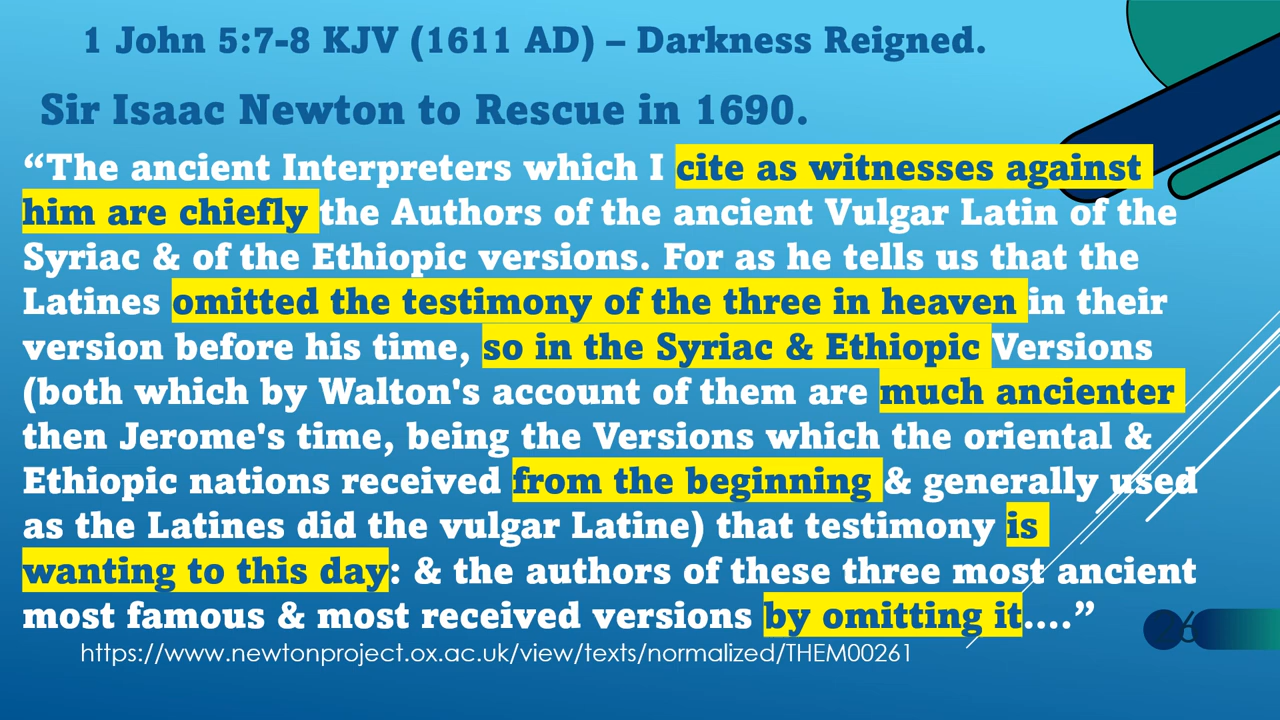 1 John 5:7-8 KJV (1611 AD) – Darkness Reigned.
Sir Isaac Newton to Rescue in 1690.
“The ancient Interpreters which I cite as witnesses against
him are chiefly the Authors of the ancient Vulgar Latin of the
Syriac & of the Ethiopic versions. For as he tells us that the
Latines omitted the testimony of the three in heaven in their
version before his time, so in the Syriac & Ethiopic Versions
(both which by Walton's account of them are much ancienter
then Jerome's time, being the Versions which the oriental &
Ethiopic nations received from the beginning & generally used
as the Latines did the vulgar Latine) that testimony is
wanting to this day: & the authors of these three most ancient
most famous & most received versions by omitting it....”
https://www.newtonproject.ox.ac.uk/view/texts/normalized/THEM00261